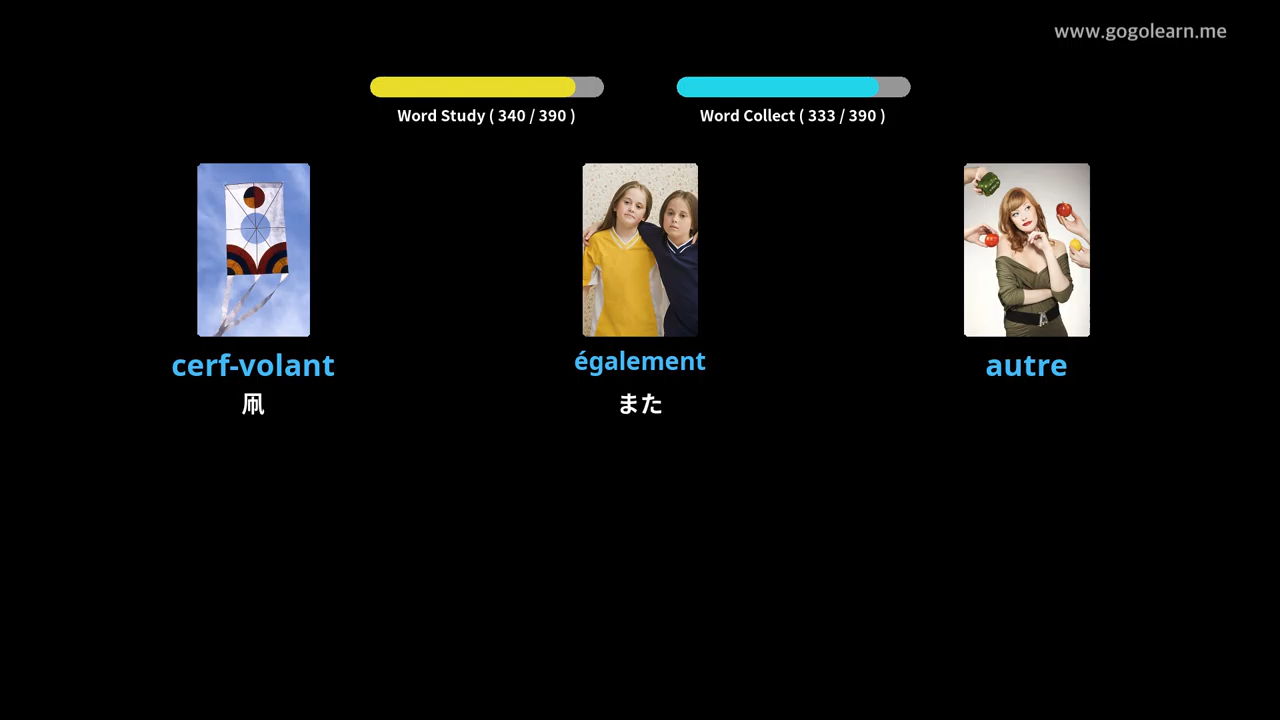 www.gogolearn.me
Word Study ( 340 / 390 )
Word Collect ( 333 / 390 )
cerf-volant
凧
également
また
autre